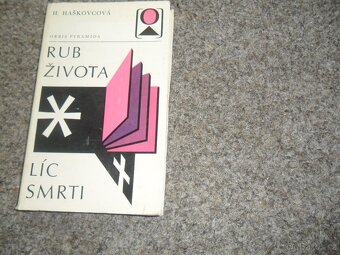 H. HAŠKOVCOVÁ
ORBIS PYRAMIDA
RUB
ŽIVOTA
LÍC
SMRTI